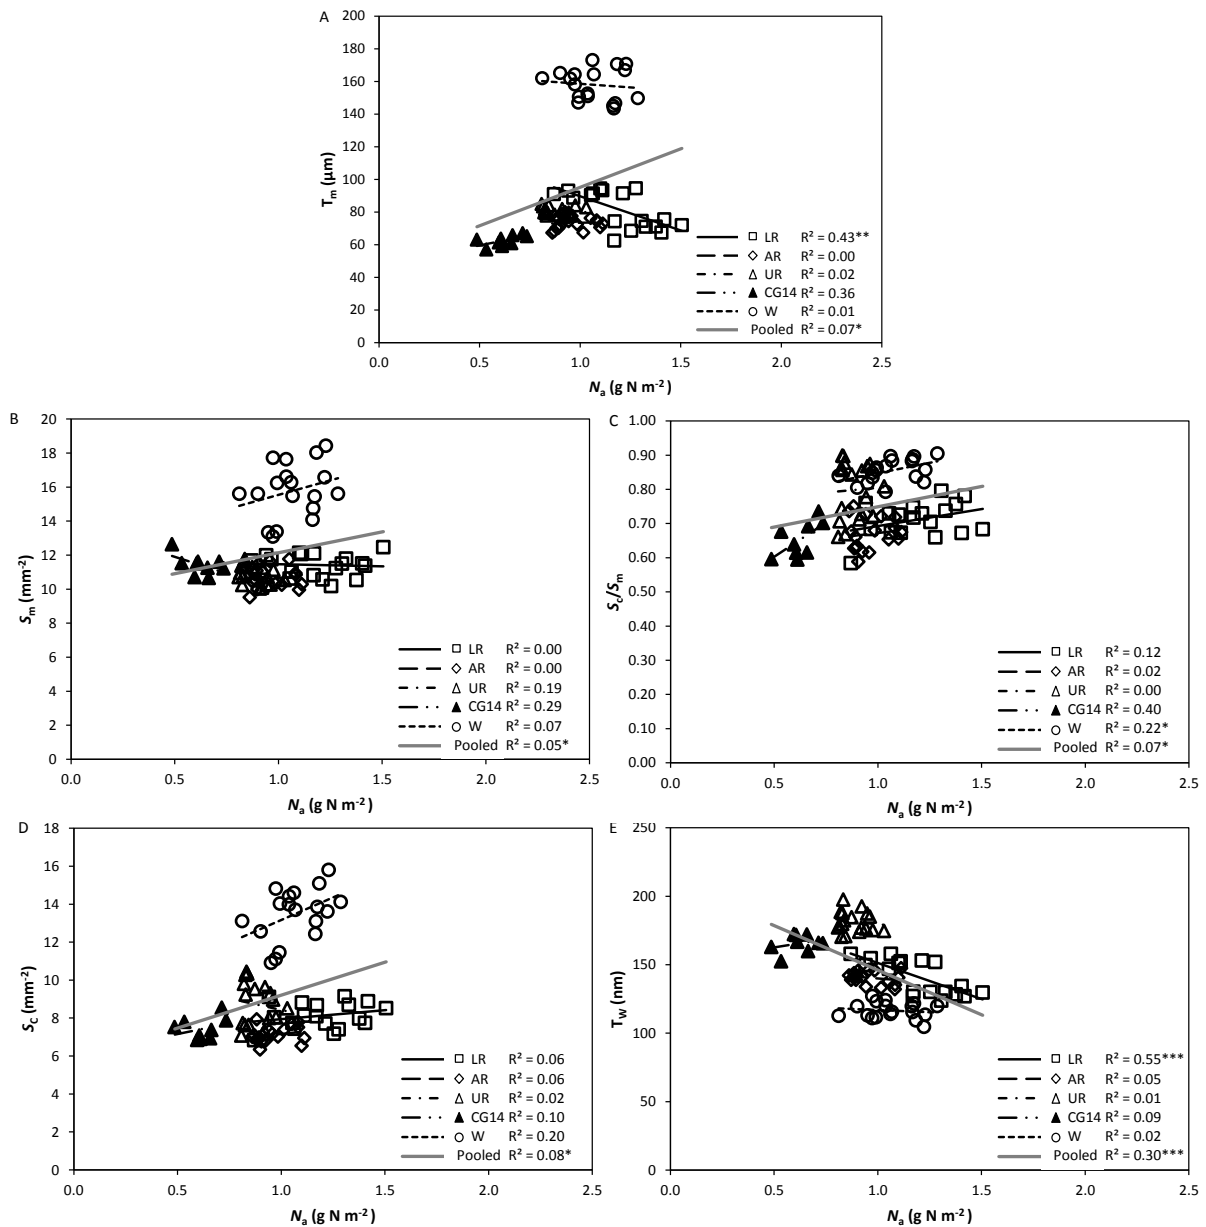 A
200
180
160
140
120
100
80
60
40
20
0
Tm (µm)
LR R² = 0.43**
AR R² = 0.00
UR R² = 0.02
CG14 R² = 0.36
W R² = 0.01
Pooled R² = 0.07*
0.0 0.5 1.0 1.5 2.0 2.5
Na (g N m-2)
B
20
18
16
14
12
10
8
6
4
2
0
Sm (mm-2)
LR R² = 0.00
AR R² = 0.00
UR R² = 0.19
CG14 R² = 0.29
W R² = 0.07
Pooled R² = 0.05*
0.0 0.5 1.0 1.5 2.0 2.5
Na (g N m-2)
C
1.00
0.90
0.80
0.70
0.60
0.50
0.40
0.30
0.20
0.10
0.00
Sc/Sm
LR R² = 0.12
AR R² = 0.02
UR R² = 0.00
CG14 R² = 0.40
W R² = 0.22*
Pooled R² = 0.07*
0.0 0.5 1.0 1.5 2.0 2.5
Na (g N m-2)
D
18
16
14
12
10
8
6
4
2
0
SC (mm-2)
LR R² = 0.06
AR R² = 0.06
UR R² = 0.02
CG14 R² = 0.10
W R² = 0.20
Pooled R² = 0.08*
0.0 0.5 1.0 1.5 2.0 2.5
Na (g N m-2)
E
250
200
150
100
50
0
TW (nm)
LR R² = 0.55***
AR R² = 0.05
UR R² = 0.01
CG14 R² = 0.09
W R² = 0.02
Pooled R² = 0.30***
0.0 0.5 1.0 1.5 2.0 2.5
Na (g N m-2)